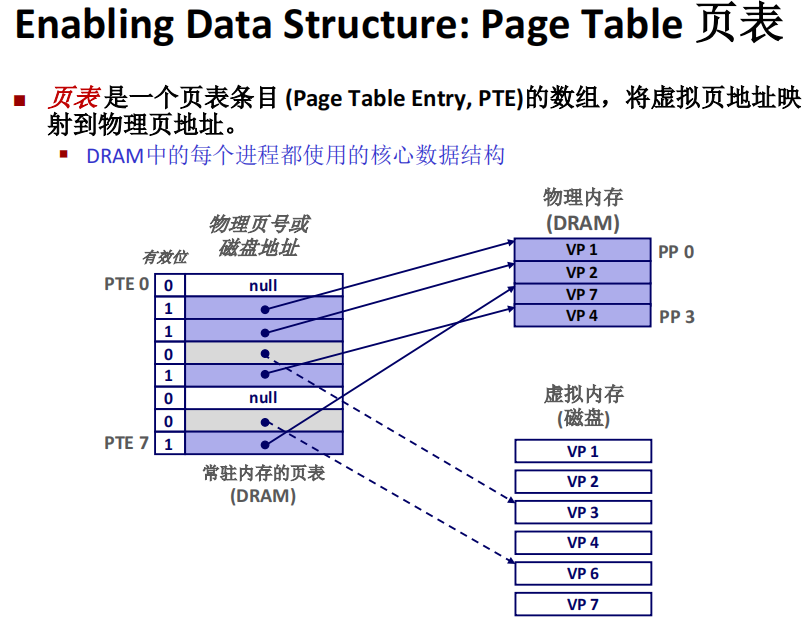 Enabling Data Structure: Page Table 页表
页表 是一个页表条目 (Page Table Entry, PTE)的数组，将虚拟页地址映
射到物理页地址。
DRAM中的每个进程都使用的核心数据结构
物理页号或
磁盘地址
有效位
PTE 0
0 null
1
1
0
1
0 null
0
PTE 7 1
常驻内存的页表
(DRAM)
物理内存
(DRAM)
VP 1 PP 0
VP 2
VP 7
VP 4 PP 3
虚拟内存
(磁盘)
VP 1
VP 2
VP 3
VP 4
VP 6
VP 7